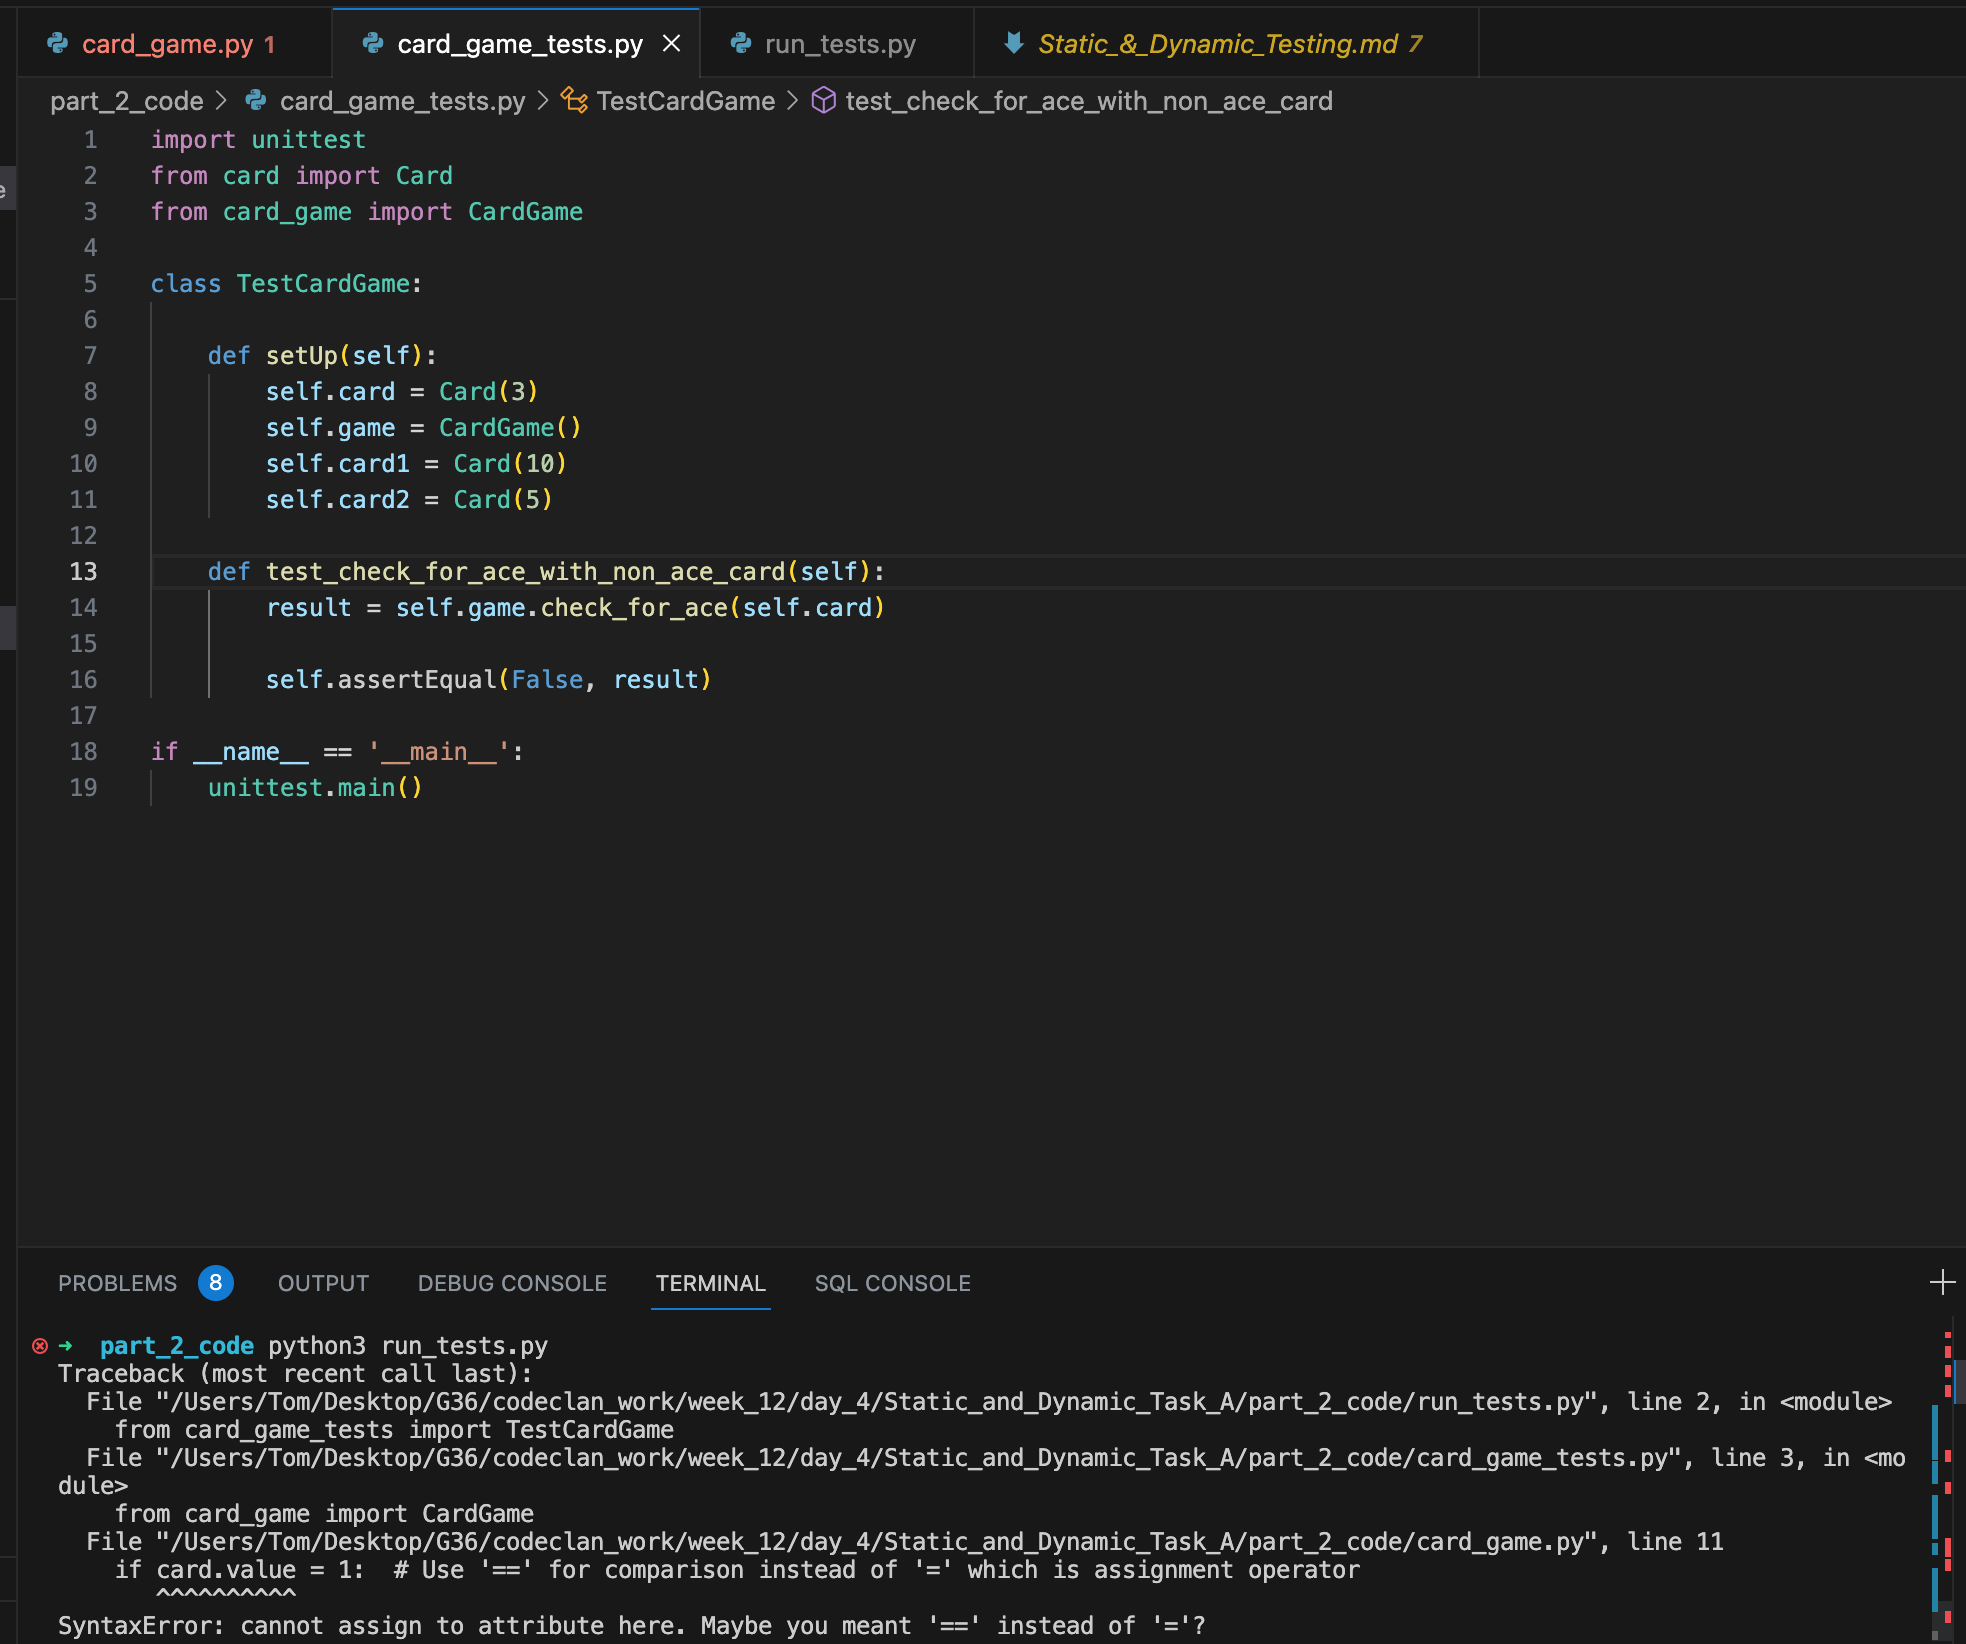 card_game.py 1 card_game_tests.py run_tests.py Static_&_Dynamic_Testing.md 7
part_2_code > card_game_tests.py > TestCardGame > test_check_for_ace_with_non_ace_card
e
1 import unittest
2 from card import Card
3 from card_game import CardGame
4
5 class TestCardGame:
6
7     def setUp(self):
8         self.card = Card(3)
9         self.game = CardGame()
10         self.card1 = Card(10)
11         self.card2 = Card(5)
12
13     def test_check_for_ace_with_non_ace_card(self):
14         result = self.game.check_for_ace(self.card)
15
16         self.assertEqual(False, result)
17
18 if __name__ == '__main__':
19     unittest.main()
PROBLEMS 8 OUTPUT DEBUG CONSOLE TERMINAL SQL CONSOLE
➜ part_2_code python3 run_tests.py
Traceback (most recent call last):
  File "/Users/Tom/Desktop/G36/codeclan_work/week_12/day_4/Static_and_Dynamic_Task_A/part_2_code/run_tests.py", line 2, in <module>
    from card_game_tests import TestCardGame
  File "/Users/Tom/Desktop/G36/codeclan_work/week_12/day_4/Static_and_Dynamic_Task_A/part_2_code/card_game_tests.py", line 3, in <mo
dule>
    from card_game import CardGame
  File "/Users/Tom/Desktop/G36/codeclan_work/week_12/day_4/Static_and_Dynamic_Task_A/part_2_code/card_game.py", line 11
    if card.value = 1:  # Use '==' for comparison instead of '=' which is assignment operator
       ^^^^^^^^^^
SyntaxError: cannot assign to attribute here. Maybe you meant '==' instead of '='?